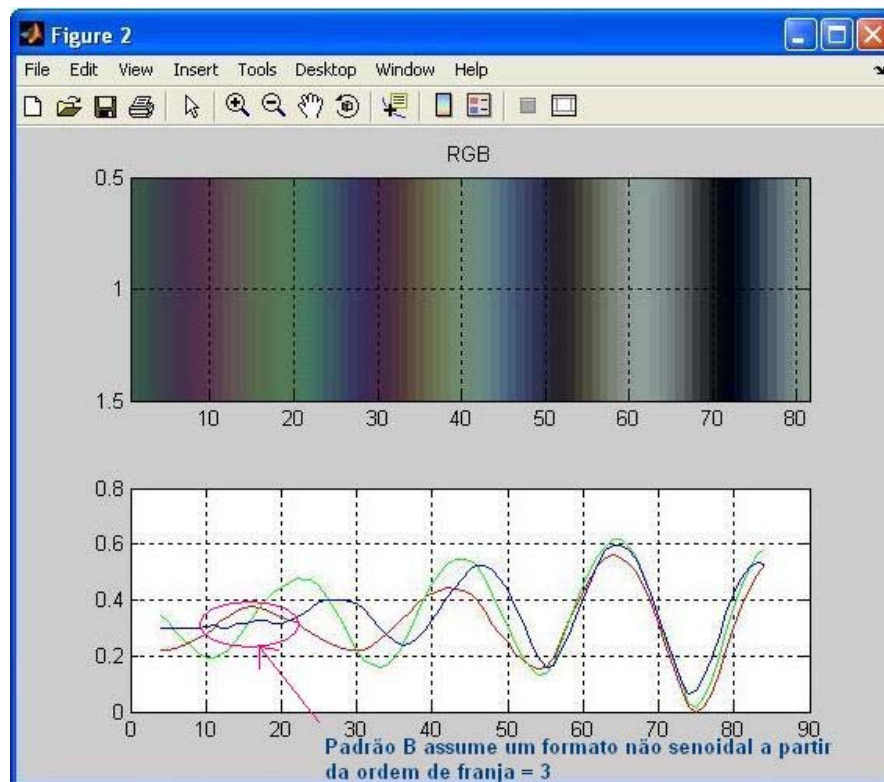 Figure 2
File Edit View Insert Tools Desktop Window Help
RGB
0.5
1
1.5
10 20 30 40 50 60 70 80
0.8
0.6
0.4
0.2
0
0 10 20 30 40 50 60 70 80 90
Padrão B assume um formato não senoidal a partir
da ordem de franja = 3